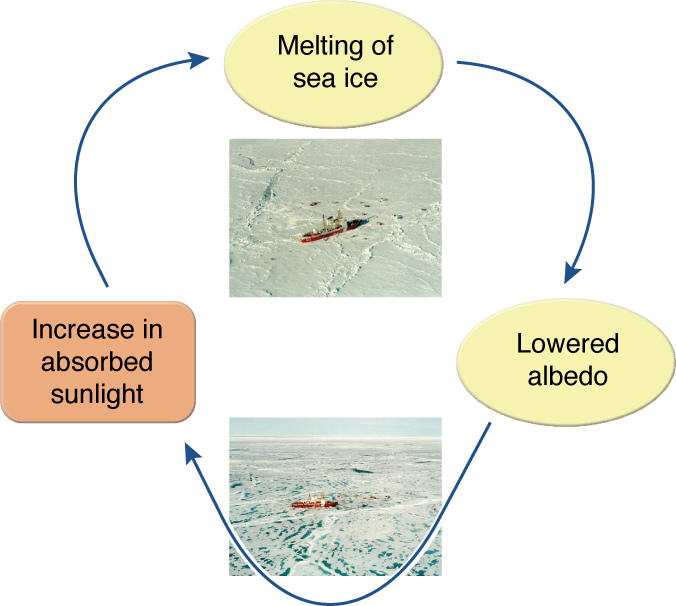 Melting of
sea ice
Lowered
albedo
Increase in
absorbed
sunlight